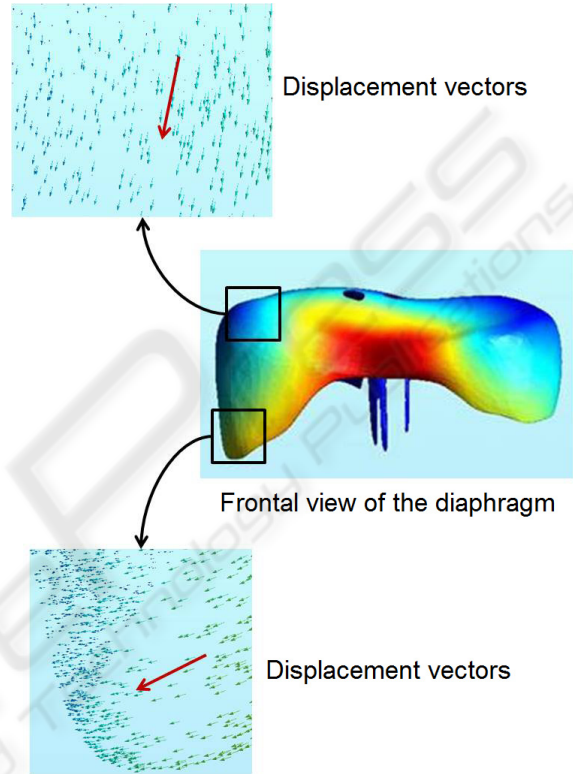 Displacement vectors
Frontal view of the diaphragm
Displacement vectors